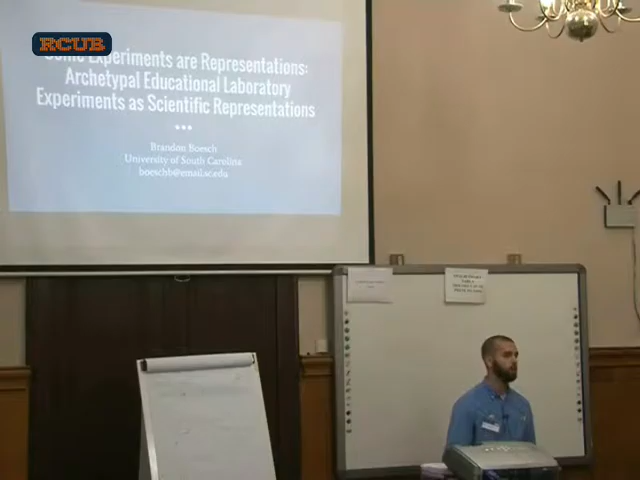 RCUB
Some Experiments are Representations:
Archetypal Educational Laboratory
Experiments as Scientific Representations
Brandon Boesch
University of South Carolina
boeschb@email.sc.edu